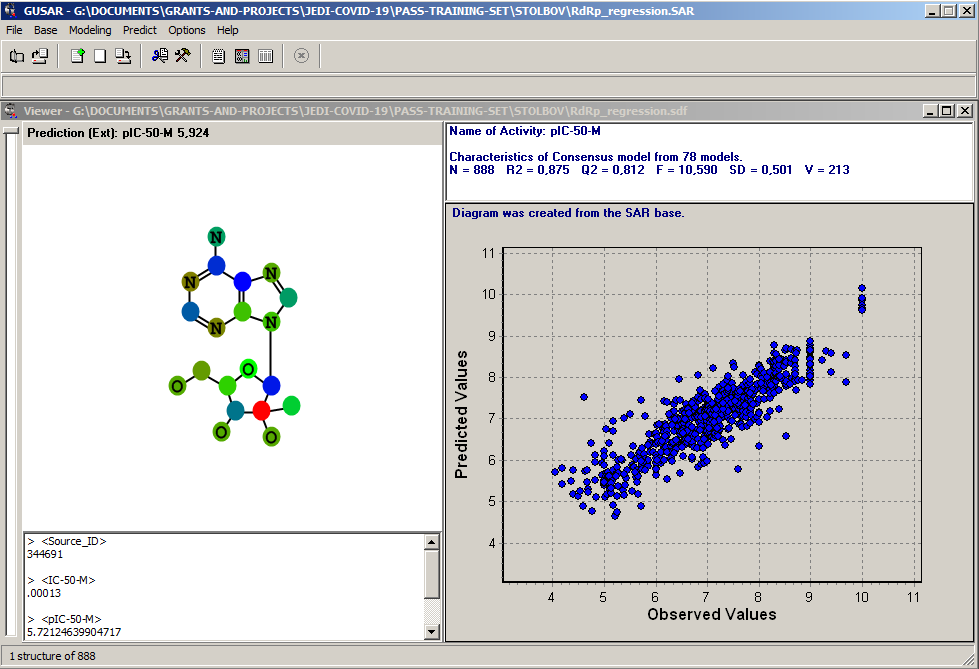 GUSAR - G:\DOCUMENTS\GRANTS-AND-PROJECTS\JEDI-COVID-19\PASS-TRAINING-SET\STOLBOV\RdRp_regression.SAR
File Base Modeling Predict Options Help
Viewer - G:\DOCUMENTS\GRANTS-AND-PROJECTS\JEDI-COVID-19\PASS-TRAINING-SET\STOLBOV\RdRp_regression.sdf
Prediction (Ext): pIC-50-M 5,924
N
N
N
N
N
O
O
O
O
> <Source_ID>
344691
> <IC-50-M>
.00013
> <pIC-50-M>
5.72124639904717
Name of Activity: pIC-50-M
Characteristics of Consensus model from 78 models.
N = 888 R2 = 0,875 Q2 = 0,812 F = 10,590 SD = 0,501 V = 213
Diagram was created from the SAR base.
Predicted Values
11
10
9
8
7
6
5
4
4 5 6 7 8 9 10 11
Observed Values
1 structure of 888